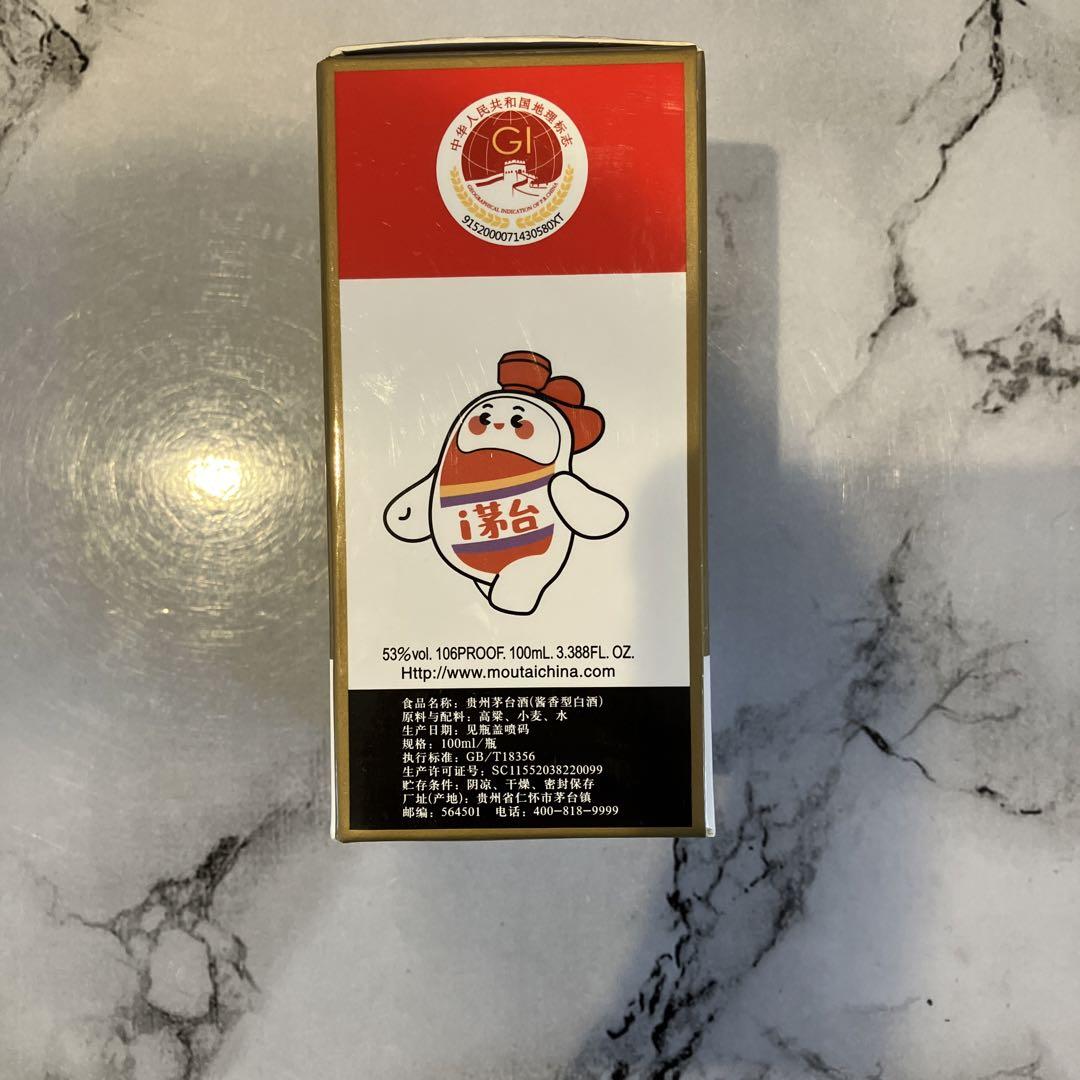 中华人民共和国地理标志
GI
GEOGRAPHICAL INDICATION OF P.R.CHINA
9152000071430580XT
i茅台
53%vol. 106PROOF. 100mL. 3.388FL. OZ.
Http://www.moutaichina.com
食品名称：贵州茅台酒(酱香型白酒)
原料与配料：高粱、小麦、水
生产日期：见瓶盖喷码
规格：100ml/瓶
执行标准：GB/T18356
生产许可证号：SC11552038220099
贮存条件：阴凉、干燥、密封保存
厂址(产地)：贵州省仁怀市茅台镇
邮编：564501 电话：400-818-9999